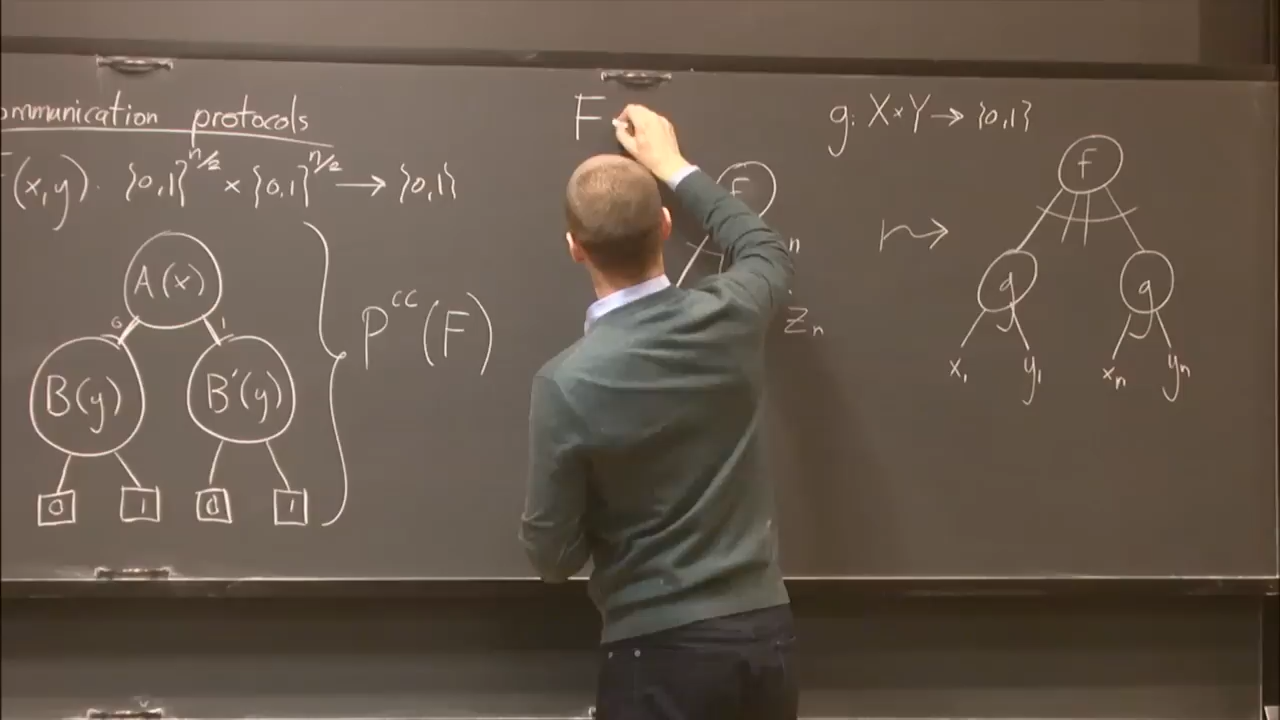 ommunication protocols
F(x,y). {0,1}^{n/2} × {0,1}^{n/2} → {0,1}
A(x)
0 1
B(y) B'(y)
0 1 0 1
P^{cc}(F)
F
f
n
z_n
g: X×Y → {0,1}
↦
f
g g
x_1 y_1 x_n y_n